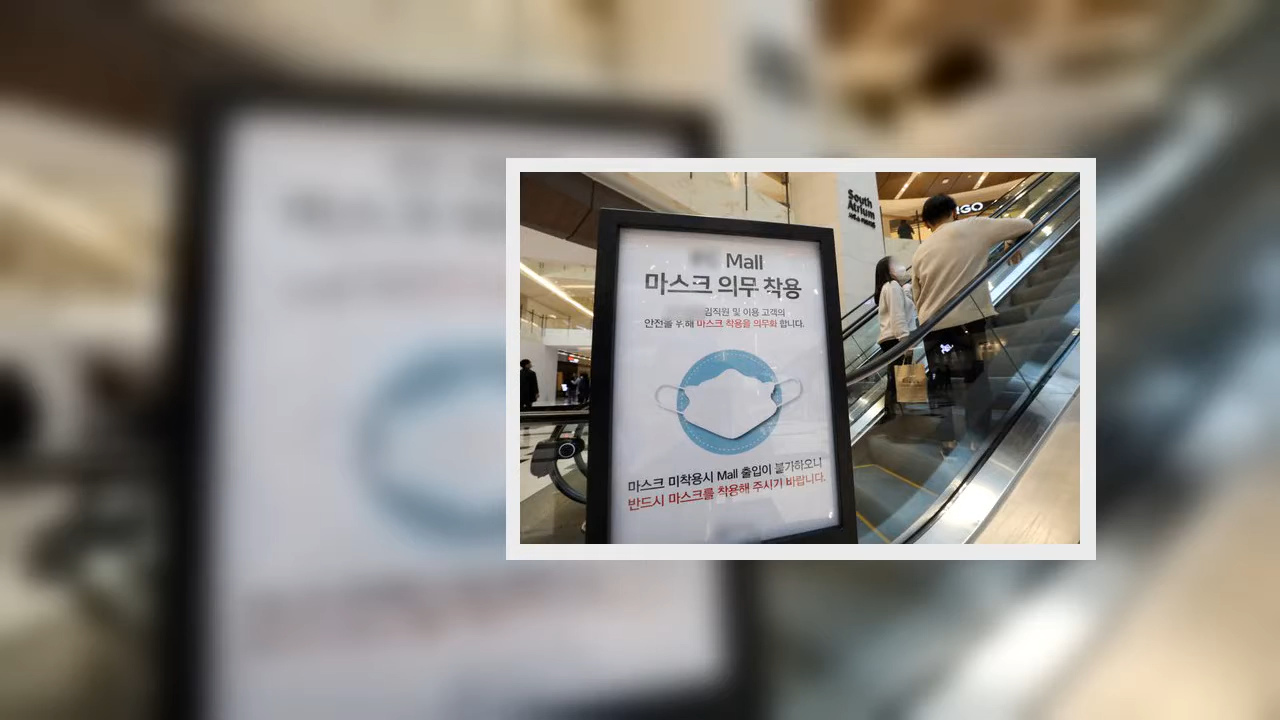 Mall
마스크 의무 착용
임직원 및 이용 고객의
안전을 위해 마스크 착용을 의무화 합니다.
마스크 미착용시 Mall 출입이 불가하오니
반드시 마스크를 착용해 주시기 바랍니다.
South
Atrium
IGO